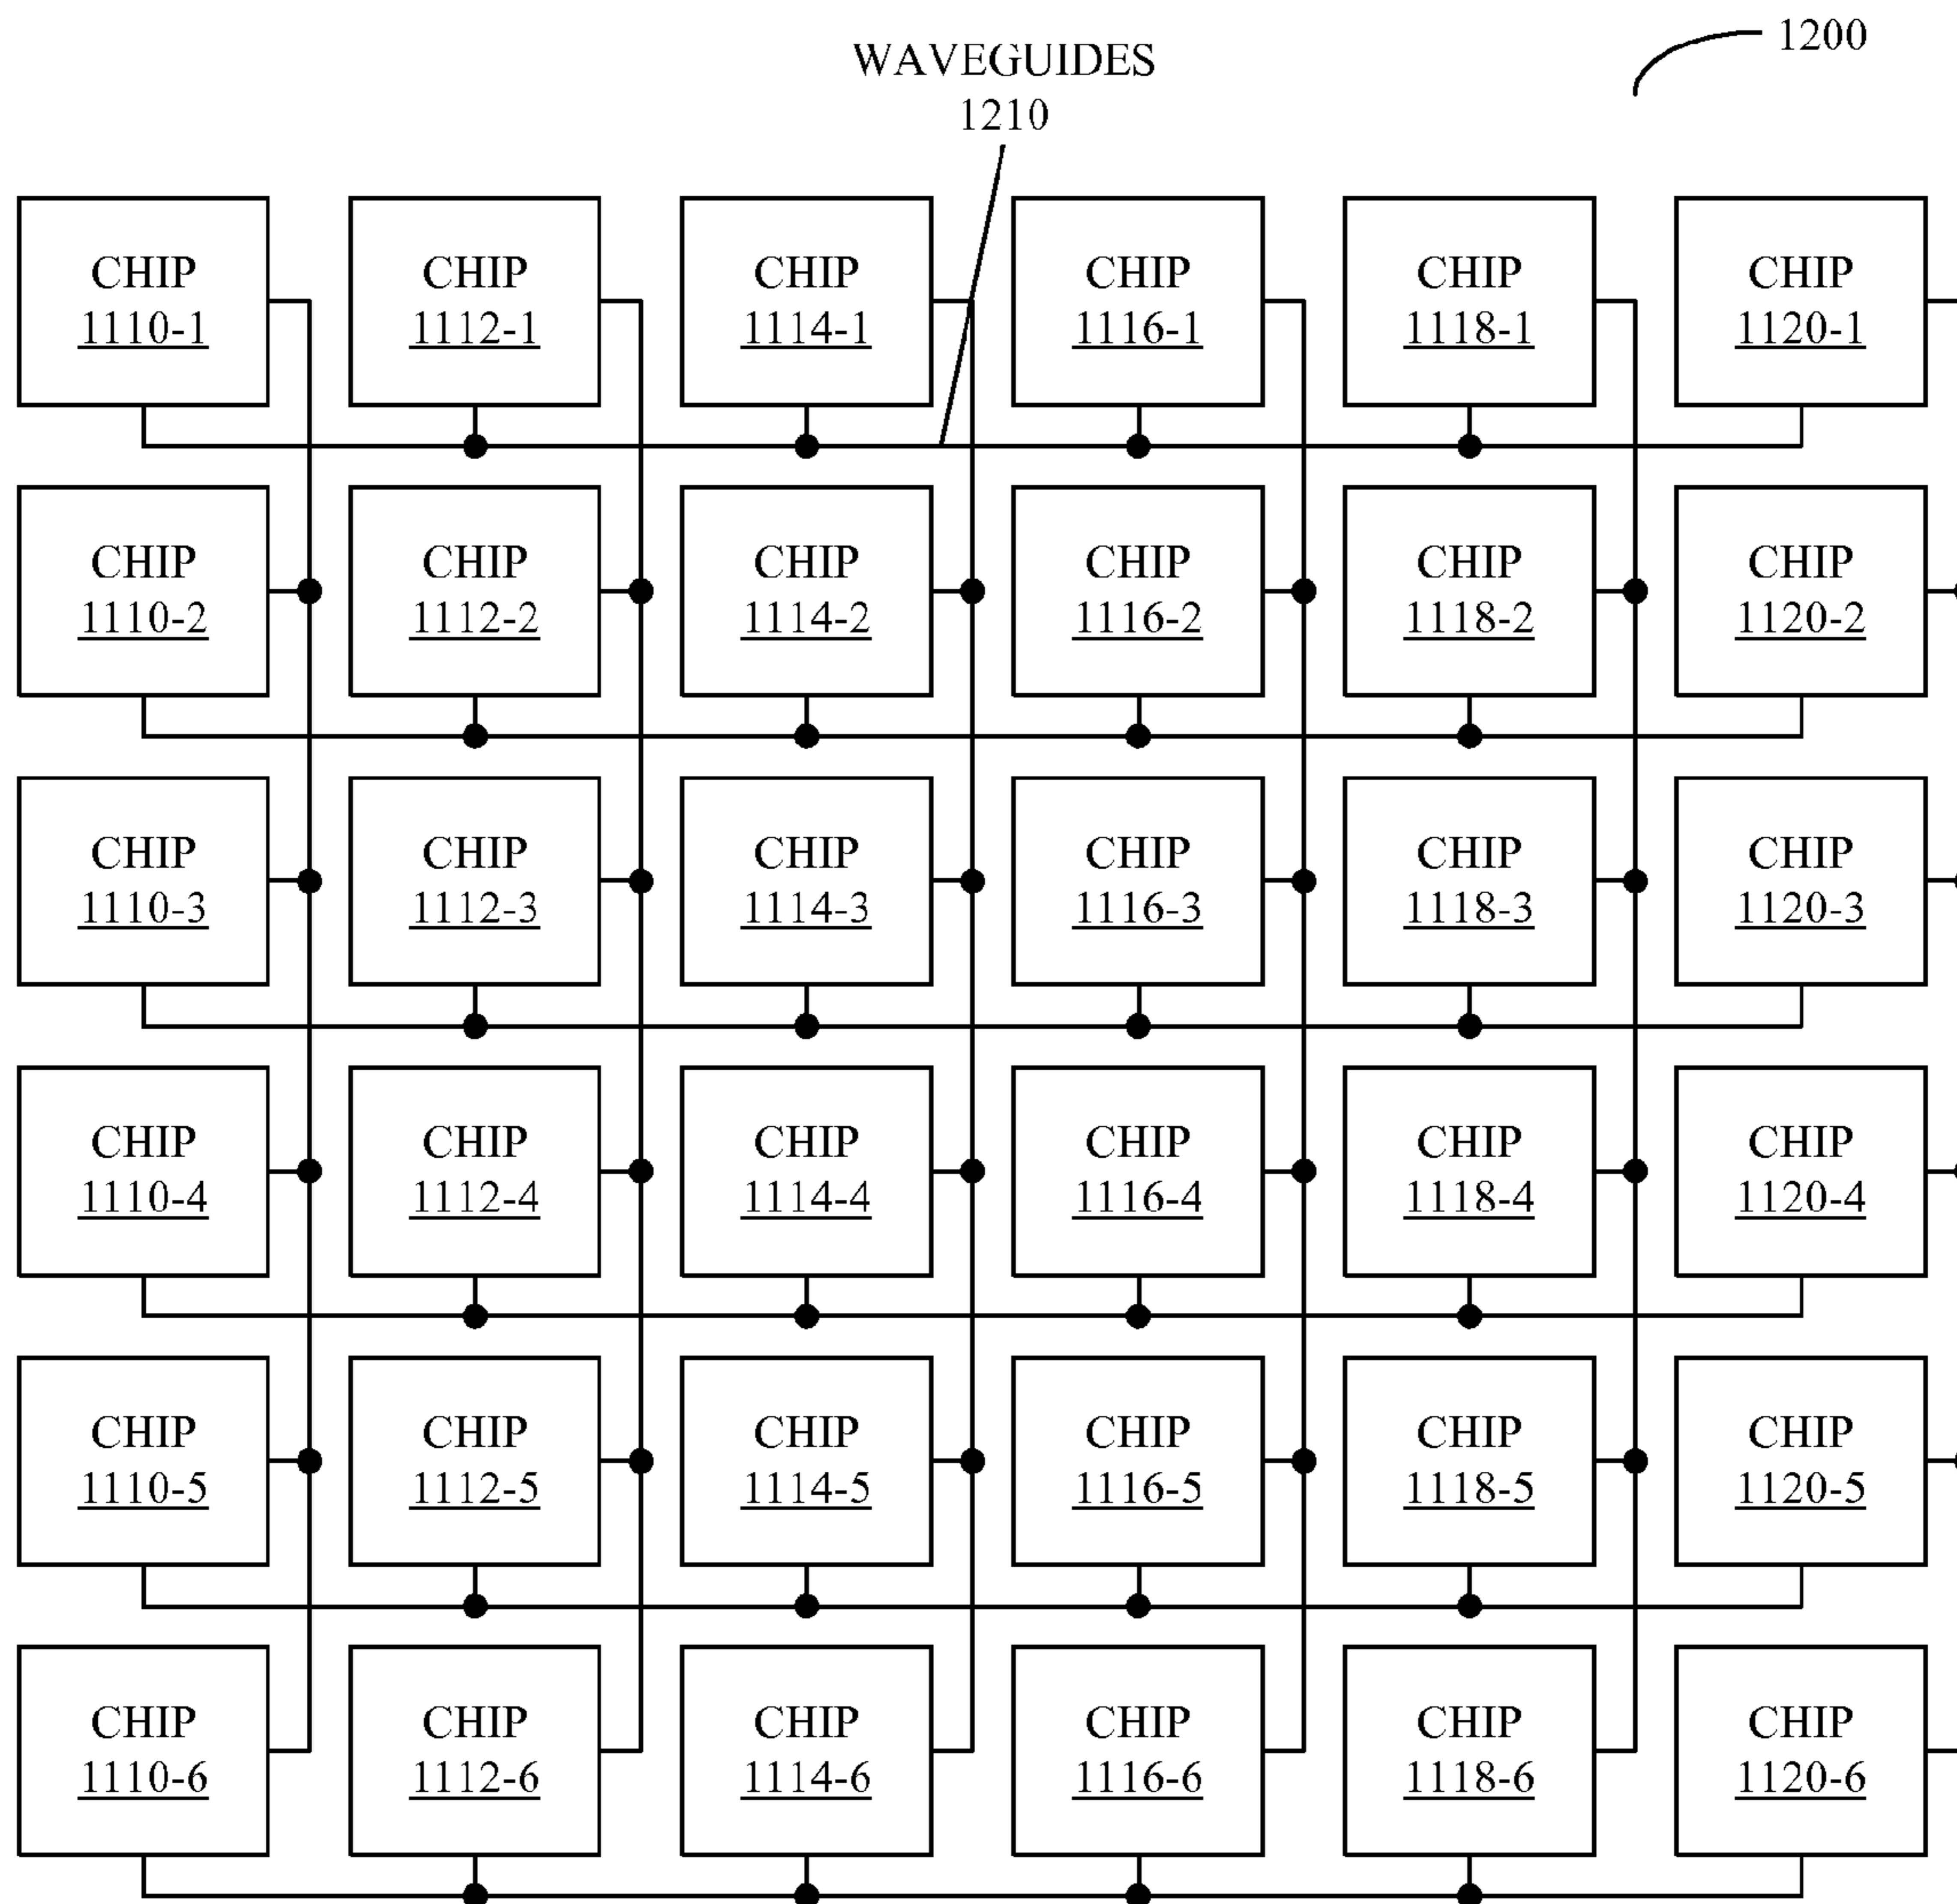 1200
WAVEGUIDES
1210
CHIP
1110-1
CHIP
1112-1
CHIP
1114-1
CHIP
1116-1
CHIP
1118-1
CHIP
1120-1
CHIP
1110-2
CHIP
1112-2
CHIP
1114-2
CHIP
1116-2
CHIP
1118-2
CHIP
1120-2
CHIP
1110-3
CHIP
1112-3
CHIP
1114-3
CHIP
1116-3
CHIP
1118-3
CHIP
1120-3
CHIP
1110-4
CHIP
1112-4
CHIP
1114-4
CHIP
1116-4
CHIP
1118-4
CHIP
1120-4
CHIP
1110-5
CHIP
1112-5
CHIP
1114-5
CHIP
1116-5
CHIP
1118-5
CHIP
1120-5
CHIP
1110-6
CHIP
1112-6
CHIP
1114-6
CHIP
1116-6
CHIP
1118-6
CHIP
1120-6